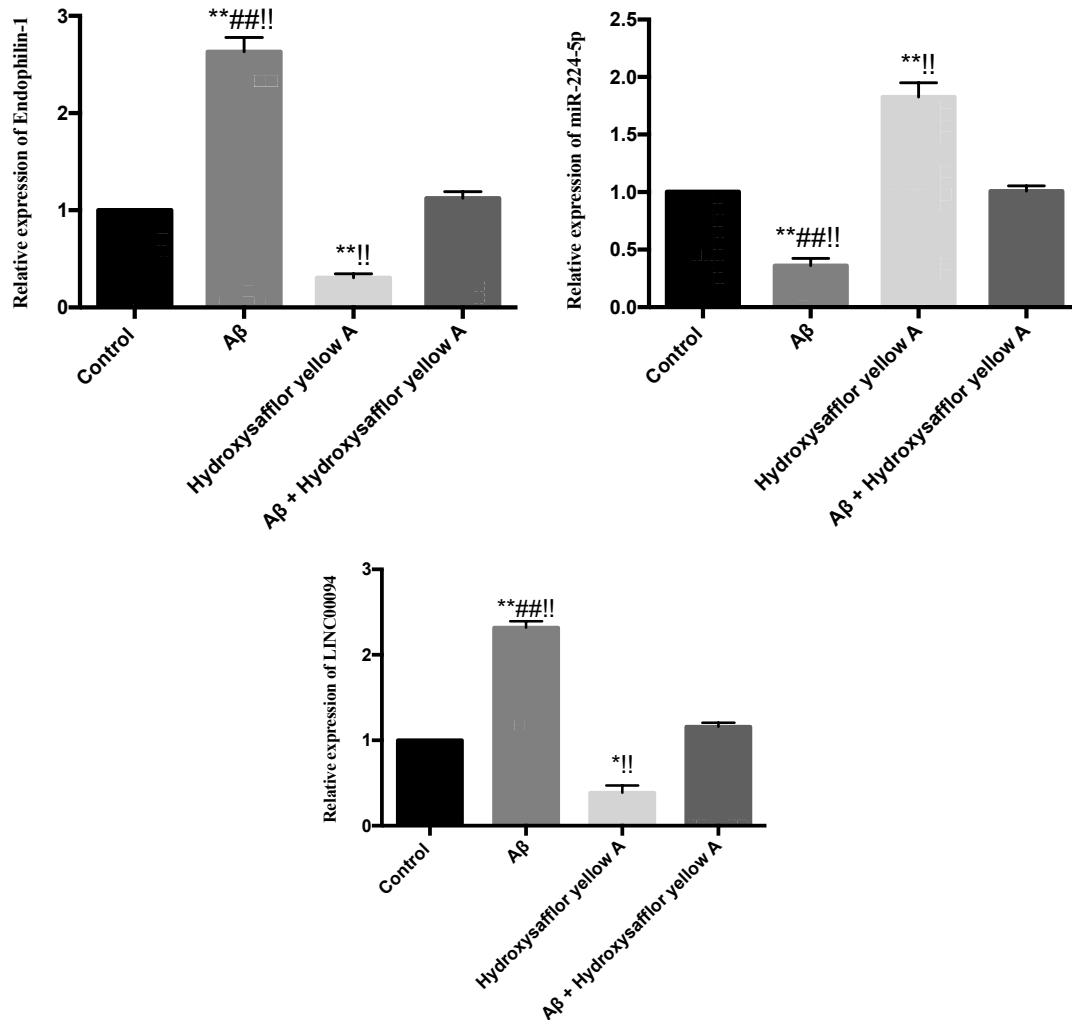 Relative expression of Endophilin-1
3
2
1
0
**##!!
**!!
Control
Aβ
Hydroxysafflor yellow A
Aβ + Hydroxysafflor yellow A
Relative expression of miR-224-5p
2.5
2.0
1.5
1.0
0.5
0.0
**##!!
**!!
Control
Aβ
Hydroxysafflor yellow A
Aβ + Hydroxysafflor yellow A
Relative expression of LINC00094
3
2
1
0
**##!!
*!!
Control
Aβ
Hydroxysafflor yellow A
Aβ + Hydroxysafflor yellow A